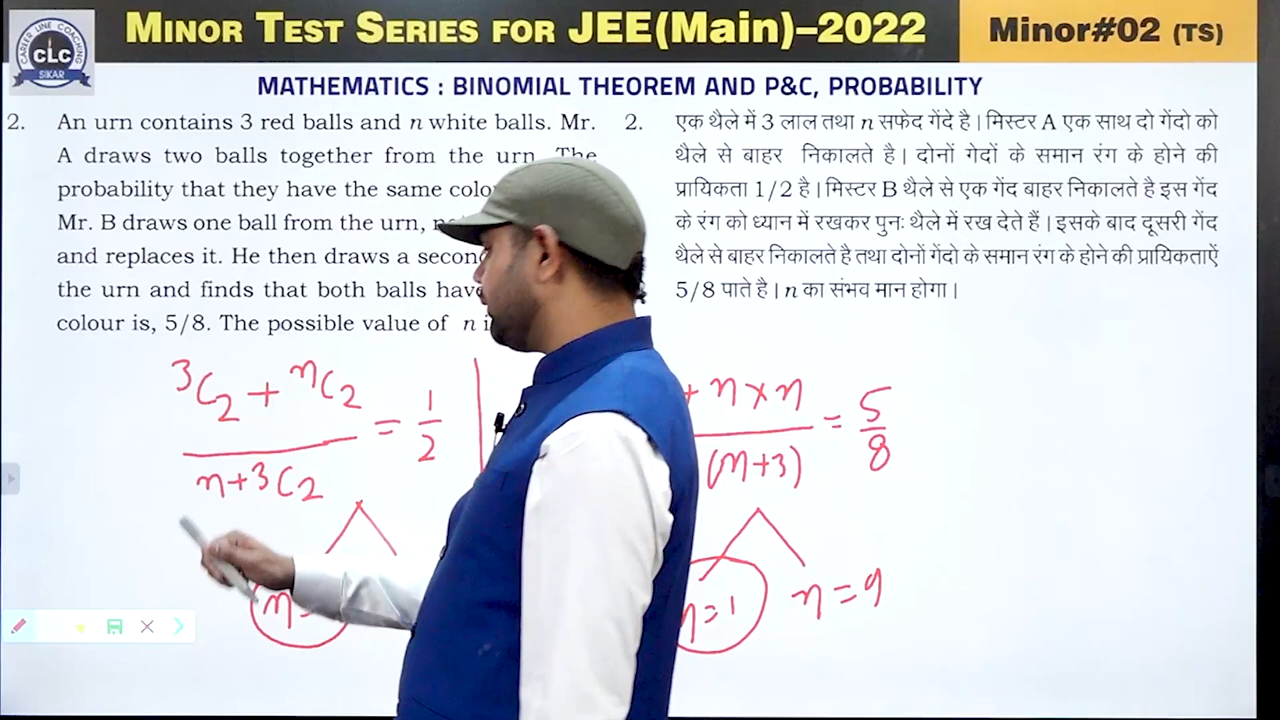 MINOR TEST SERIES FOR JEE(MAIN)–2022
Minor#02 (TS)
CAREER LINE COACHING
CLC
SIKAR
MATHEMATICS : BINOMIAL THEOREM AND P&C, PROBABILITY
2. An urn contains 3 red balls and n white balls. Mr.
A draws two balls together from the urn. The
probability that they have the same
Mr. B draws one ball from the urn,
and replaces it. He then draws a
the urn and finds that both balls
colour is, 5/8. The possible value of n
2. एक थैले में 3 लाल तथा n सफेद गेंदे है। मिस्टर A एक साथ दो गेंदो को
थैले से बाहर निकालते है। दोनों गेदों के समान रंग के होने की
प्रायिकता 1/2 है। मिस्टर B थैले से एक गेंद बाहर निकालते है इस गेंद
के रंग को ध्यान में रखकर पुनः थैले में रख देते हैं। इसके बाद दूसरी गेंद
थैले से बाहर निकालते है तथा दोनों गेंदो के समान रंग के होने की प्रायिकताऐं
5/8 पाते है। n का संभव मान होगा।
³C₂ + ⁿC₂
= 1/2
ⁿ⁺³C₂
+ n × n
= 5/8
(n+3)
n=
n=1
n=9